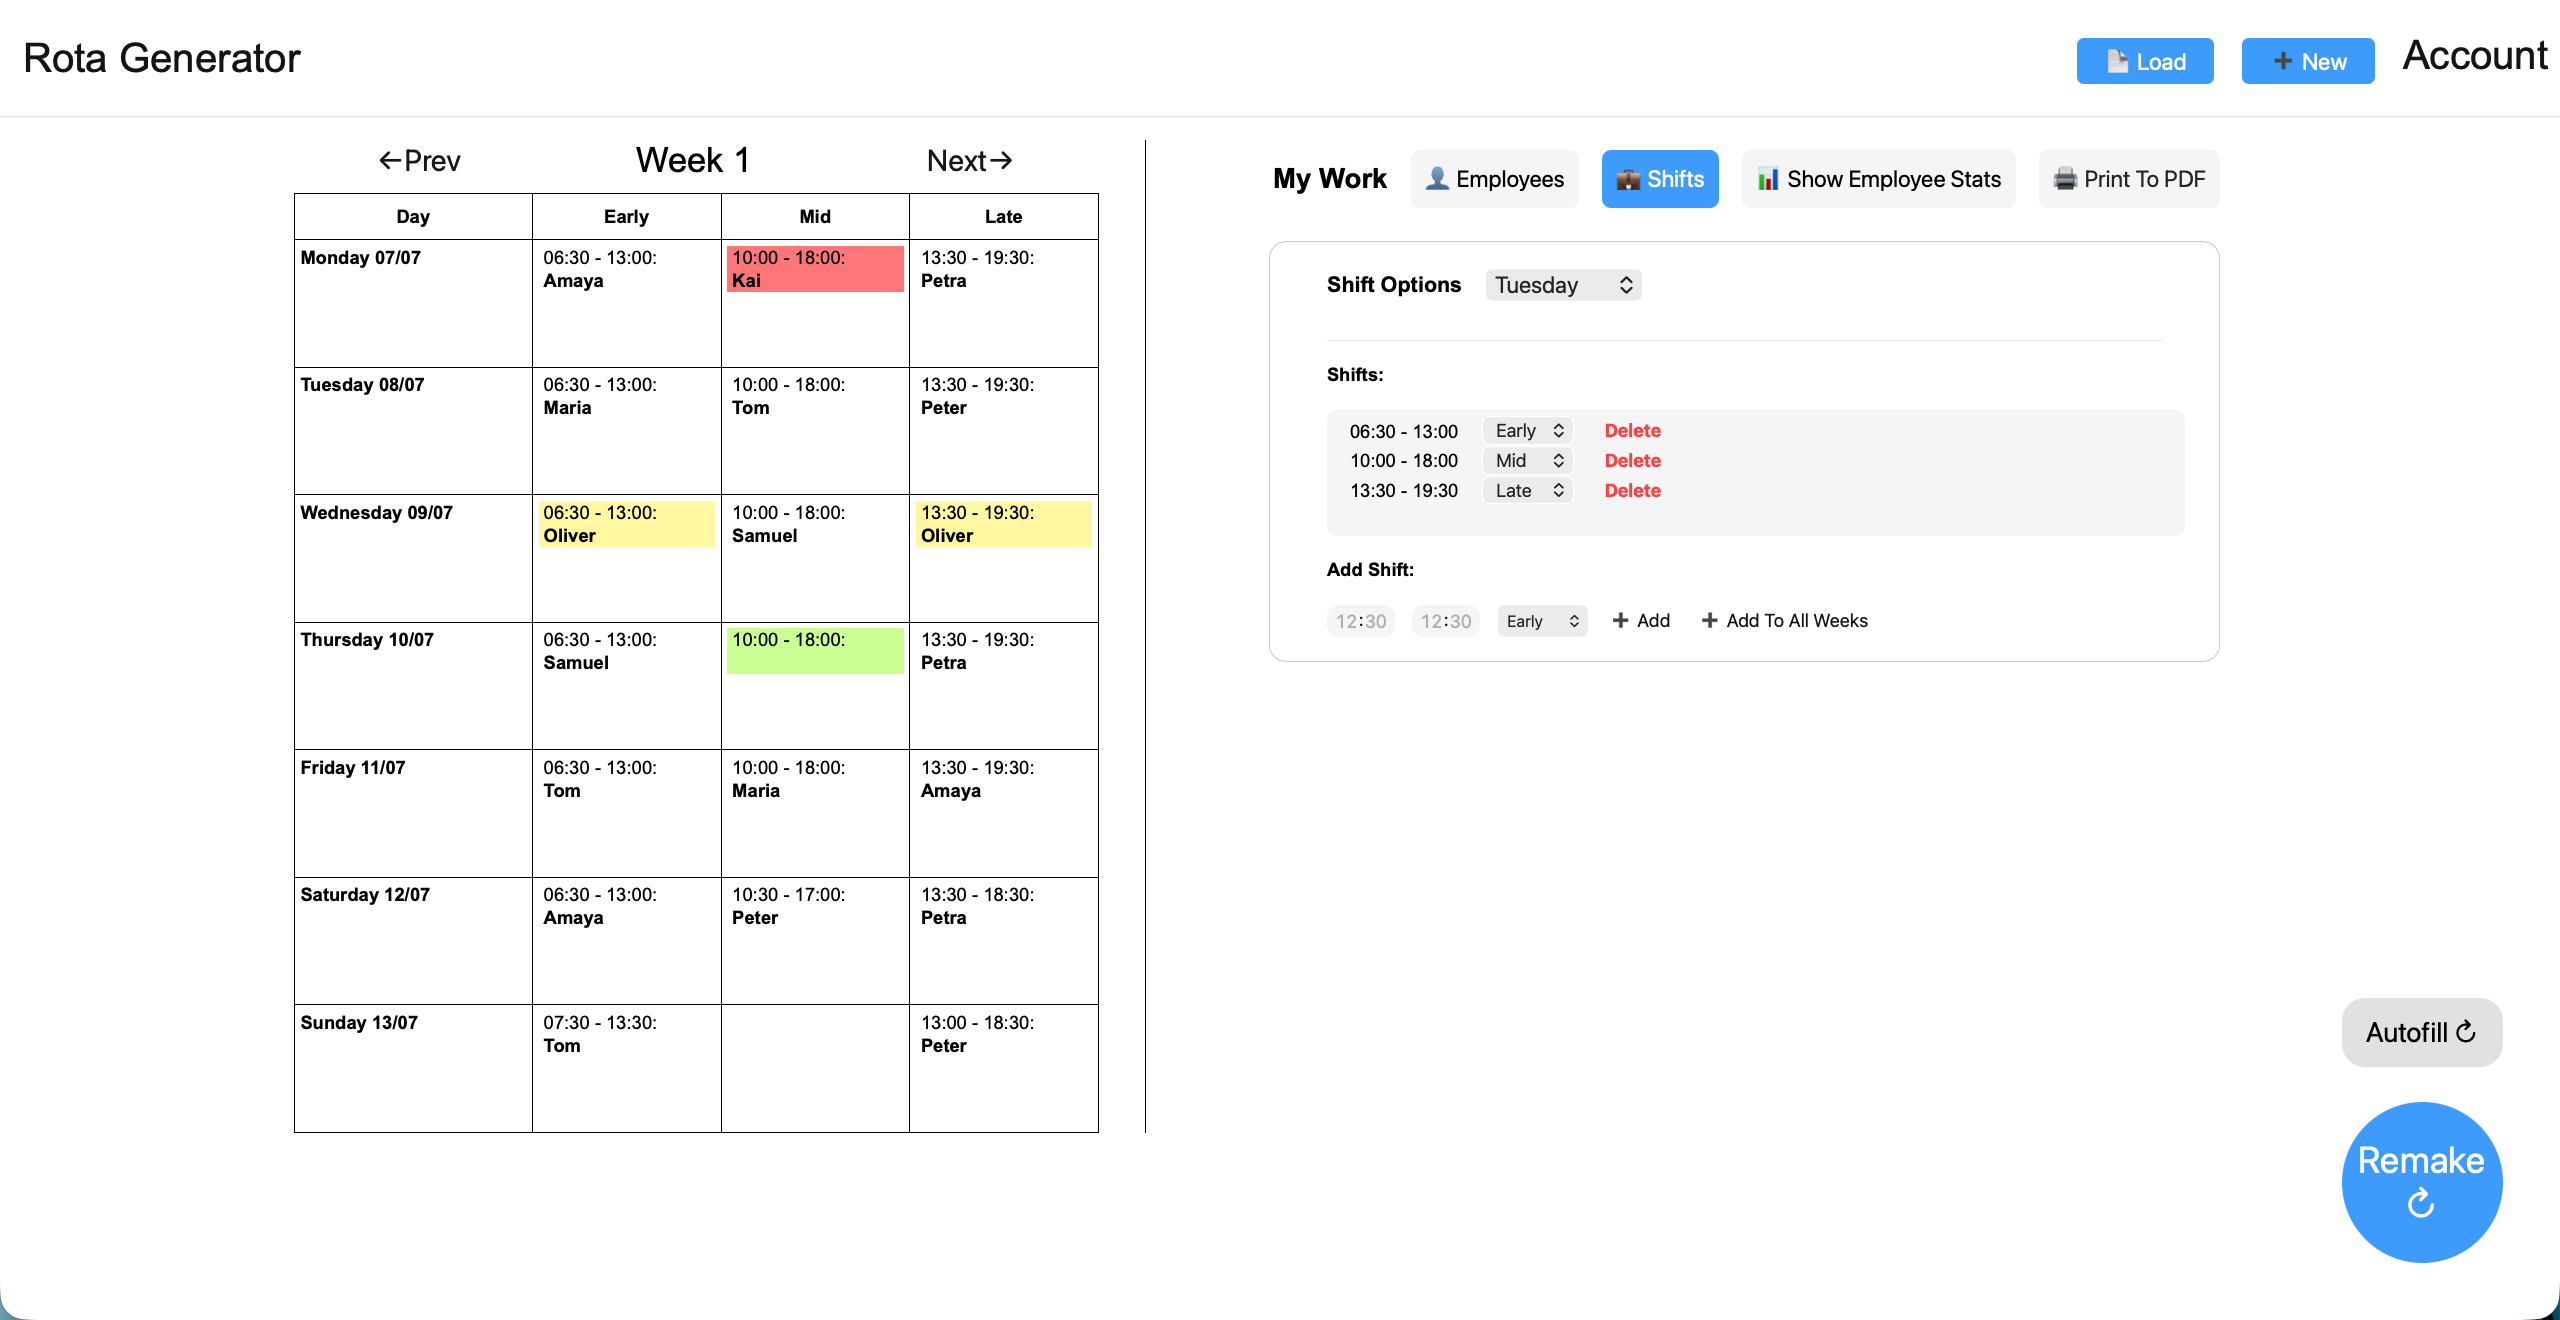 Rota Generator
Load
➕ New
Account
←Prev
Week 1
Next→
Day Early Mid Late
Monday 07/07
06:30 - 13:00:
Amaya
10:00 - 18:00:
Kai
13:30 - 19:30:
Petra
Tuesday 08/07
06:30 - 13:00:
Maria
10:00 - 18:00:
Tom
13:30 - 19:30:
Peter
Wednesday 09/07
06:30 - 13:00:
Oliver
10:00 - 18:00:
Samuel
13:30 - 19:30:
Oliver
Thursday 10/07
06:30 - 13:00:
Samuel
10:00 - 18:00:
13:30 - 19:30:
Petra
Friday 11/07
06:30 - 13:00:
Tom
10:00 - 18:00:
Maria
13:30 - 19:30:
Amaya
Saturday 12/07
06:30 - 13:00:
Amaya
10:30 - 17:00:
Peter
13:30 - 18:30:
Petra
Sunday 13/07
07:30 - 13:30:
Tom
13:00 - 18:30:
Peter
My Work
Employees
Shifts
Show Employee Stats
Print To PDF
Shift Options Tuesday
Shifts:
06:30 - 13:00 Early Delete
10:00 - 18:00 Mid Delete
13:30 - 19:30 Late Delete
Add Shift:
12:30 12:30 Early ➕ Add ➕ Add To All Weeks
Autofill ↻
Remake
↻